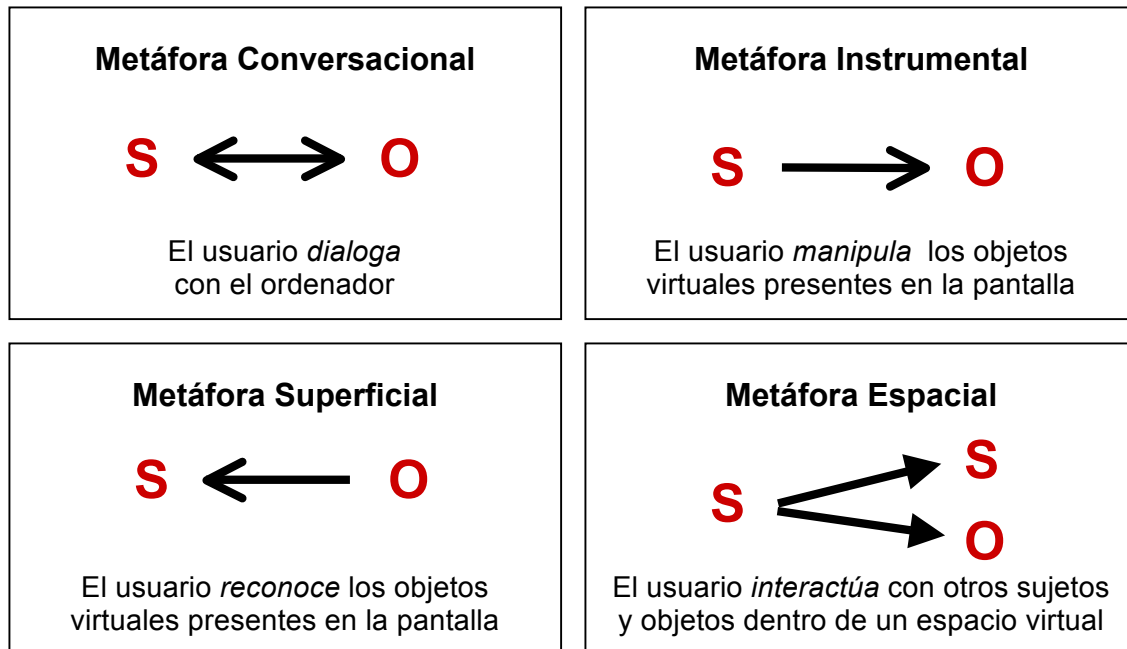 Metáfora Conversacional
S O
El usuario dialoga
con el ordenador
Metáfora Instrumental
S O
El usuario manipula los objetos
virtuales presentes en la pantalla
Metáfora Superficial
S O
El usuario reconoce los objetos
virtuales presentes en la pantalla
Metáfora Espacial
S
S
O
El usuario interactúa con otros sujetos
y objetos dentro de un espacio virtual